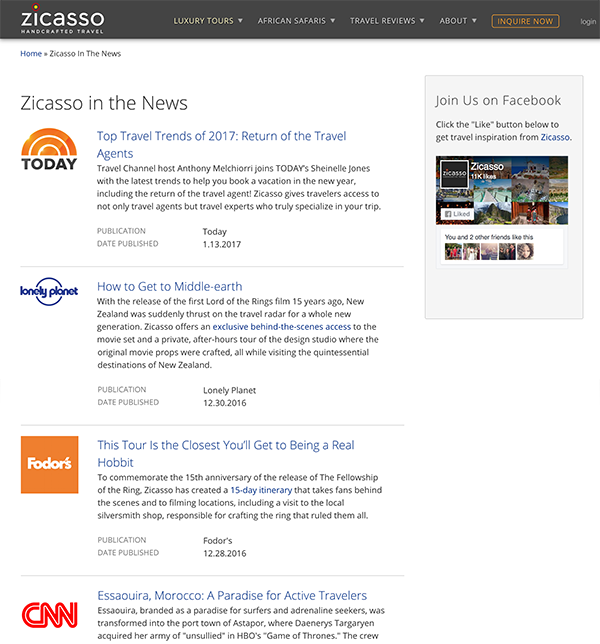 zicasso
HANDCRAFTED TRAVEL
LUXURY TOURS ▼ AFRICAN SAFARIS ▼ TRAVEL REVIEWS ▼ ABOUT ▼ INQUIRE NOW login
Home » Zicasso In The News
Zicasso in the News
TODAY
Top Travel Trends of 2017: Return of the Travel
Agents
Travel Channel host Anthony Melchiorri joins TODAY's Sheinelle Jones
with the latest trends to help you book a vacation in the new year,
including the return of the travel agent! Zicasso gives travelers access to
not only travel agents but travel experts who truly specialize in your trip.
PUBLICATION Today
DATE PUBLISHED 1.13.2017
lonely planet
How to Get to Middle-earth
With the release of the first Lord of the Rings film 15 years ago, New
Zealand was suddenly thrust on the travel radar for a whole new
generation. Zicasso offers an exclusive behind-the-scenes access to the
movie set and a private, after-hours tour of the design studio where the
original movie props were crafted, all while visiting the quintessential
destinations of New Zealand.
PUBLICATION Lonely Planet
DATE PUBLISHED 12.30.2016
Fodor's
This Tour Is the Closest You'll Get to Being a Real
Hobbit
To commemorate the 15th anniversary of the release of The Fellowship
of the Ring, Zicasso has created a 15-day itinerary that takes fans behind
the scenes and to filming locations, including a visit to the local
silversmith shop, responsible for crafting the ring that ruled them all.
PUBLICATION Fodor's
DATE PUBLISHED 12.28.2016
CNN
Essaouira, Morocco: A Paradise for Active Travelers
Essaouira, branded as a paradise for surfers and adrenaline seekers, was
transformed into the port town of Astapor, where Daenerys Targaryen
acquired her army of "unsullied" in HBO's "Game of Thrones." The crew
Join Us on Facebook
Click the "Like" button below to
get travel inspiration from Zicasso.
zicasso
Zicasso
11K likes
Liked
You and 2 other friends like this